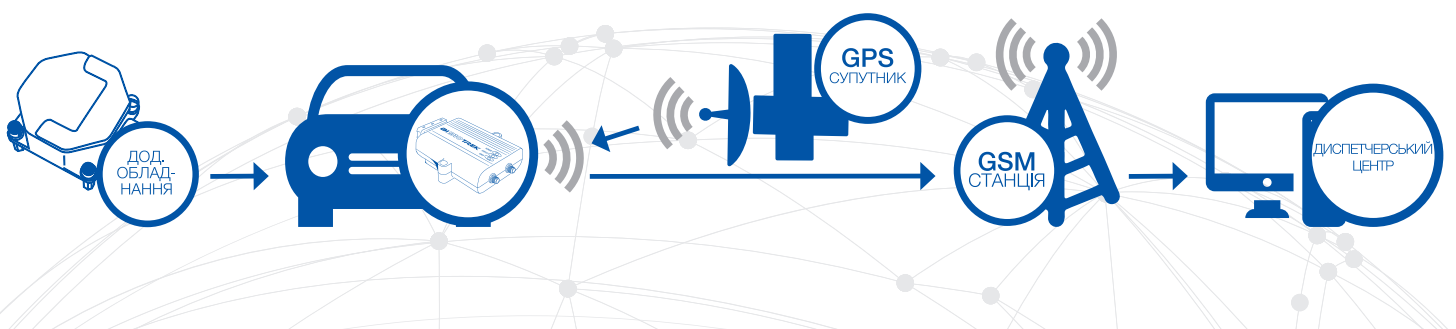 ДОД.
ОБЛАД-
НАННЯ
GPS
СУПУТНИК
GSM
СТАНЦІЯ
ДИСПЕТЧЕРСЬКИЙ
ЦЕНТР